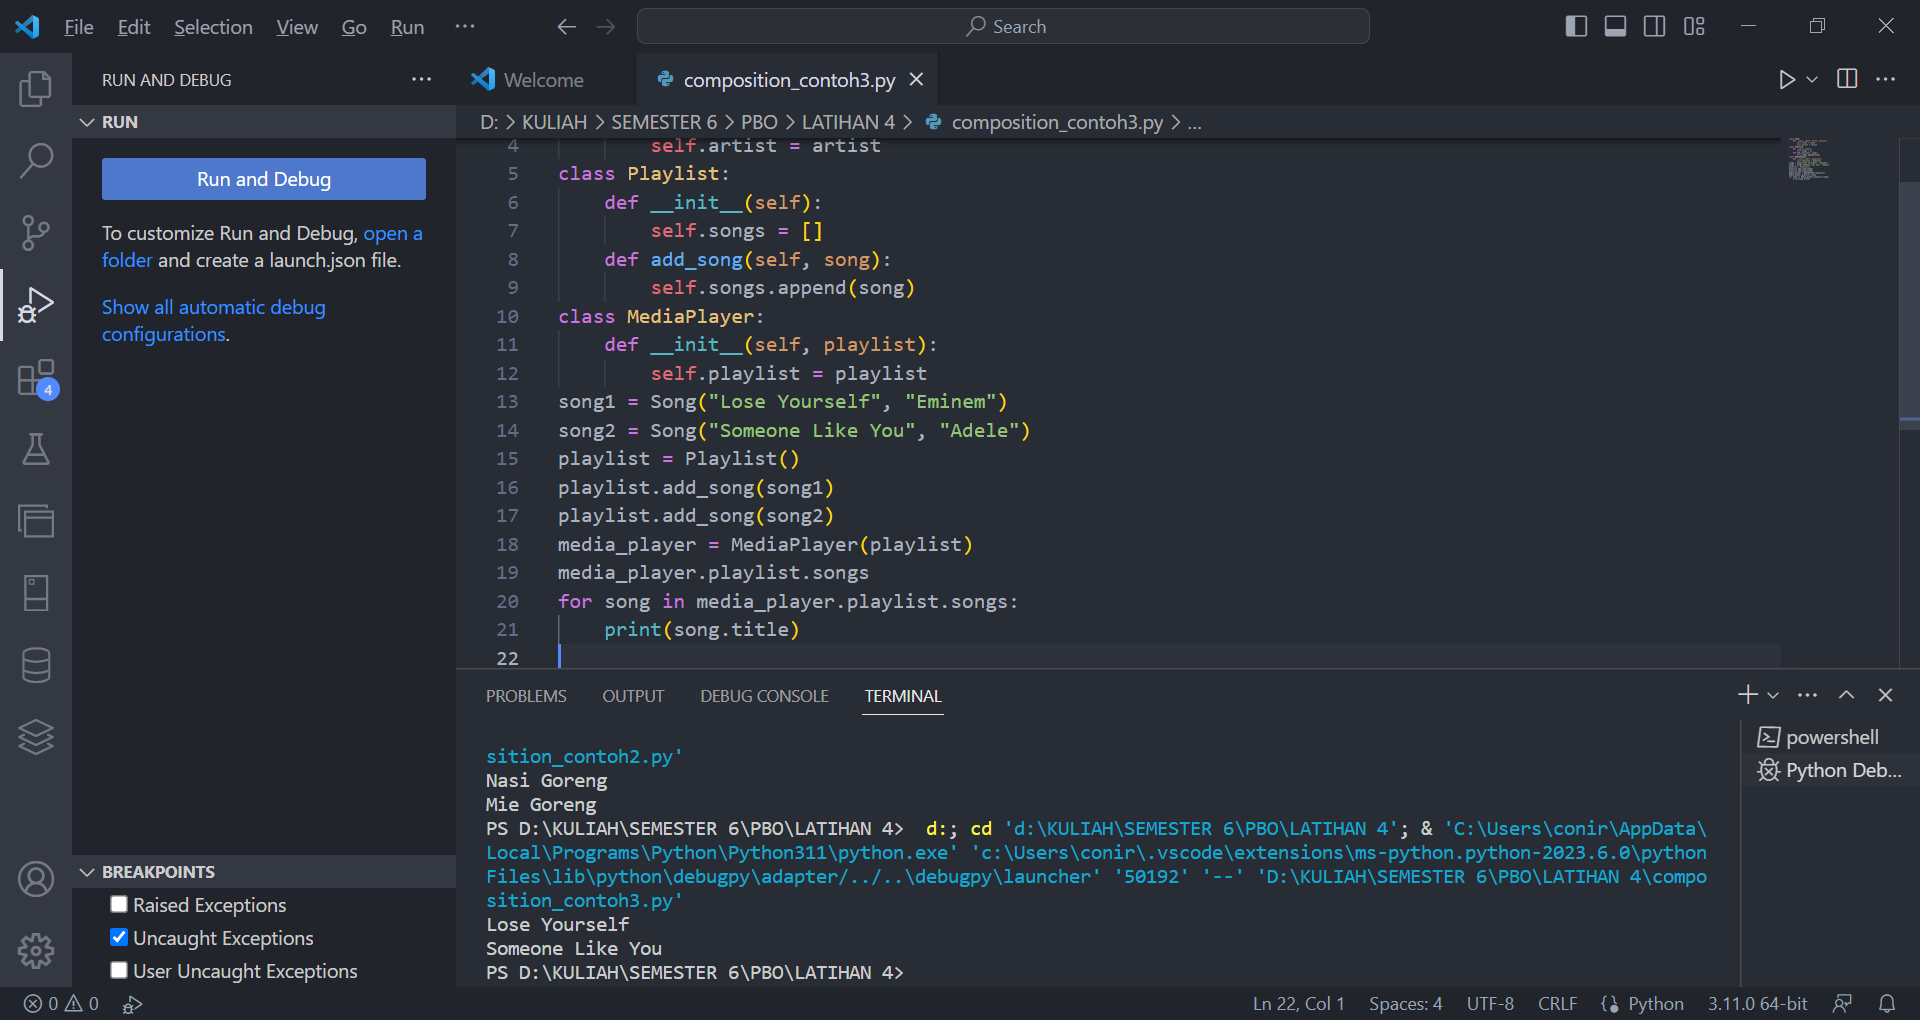 File Edit Selection View Go Run ··· Search
RUN AND DEBUG ···
RUN
Run and Debug
To customize Run and Debug, open a
folder and create a launch.json file.
Show all automatic debug
configurations.
4
BREAKPOINTS
Raised Exceptions
Uncaught Exceptions
User Uncaught Exceptions
Welcome composition_contoh3.py
D: > KULIAH > SEMESTER 6 > PBO > LATIHAN 4 > composition_contoh3.py > ...
4 self.artist = artist
5 class Playlist:
6 def __init__(self):
7 self.songs = []
8 def add_song(self, song):
9 self.songs.append(song)
10 class MediaPlayer:
11 def __init__(self, playlist):
12 self.playlist = playlist
13 song1 = Song("Lose Yourself", "Eminem")
14 song2 = Song("Someone Like You", "Adele")
15 playlist = Playlist()
16 playlist.add_song(song1)
17 playlist.add_song(song2)
18 media_player = MediaPlayer(playlist)
19 media_player.playlist.songs
20 for song in media_player.playlist.songs:
21 print(song.title)
22
PROBLEMS OUTPUT DEBUG CONSOLE TERMINAL
sition_contoh2.py'
Nasi Goreng
Mie Goreng
PS D:\KULIAH\SEMESTER 6\PBO\LATIHAN 4> d:; cd 'd:\KULIAH\SEMESTER 6\PBO\LATIHAN 4'; & 'C:\Users\conir\AppData\
Local\Programs\Python\Python311\python.exe' 'c:\Users\conir\.vscode\extensions\ms-python.python-2023.6.0\python
Files\lib\python\debugpy\adapter/../..\debugpy\launcher' '50192' '--' 'D:\KULIAH\SEMESTER 6\PBO\LATIHAN 4\compo
sition_contoh3.py'
Lose Yourself
Someone Like You
PS D:\KULIAH\SEMESTER 6\PBO\LATIHAN 4>
powershell
Python Deb...
0 0 Ln 22, Col 1 Spaces: 4 UTF-8 CRLF Python 3.11.0 64-bit